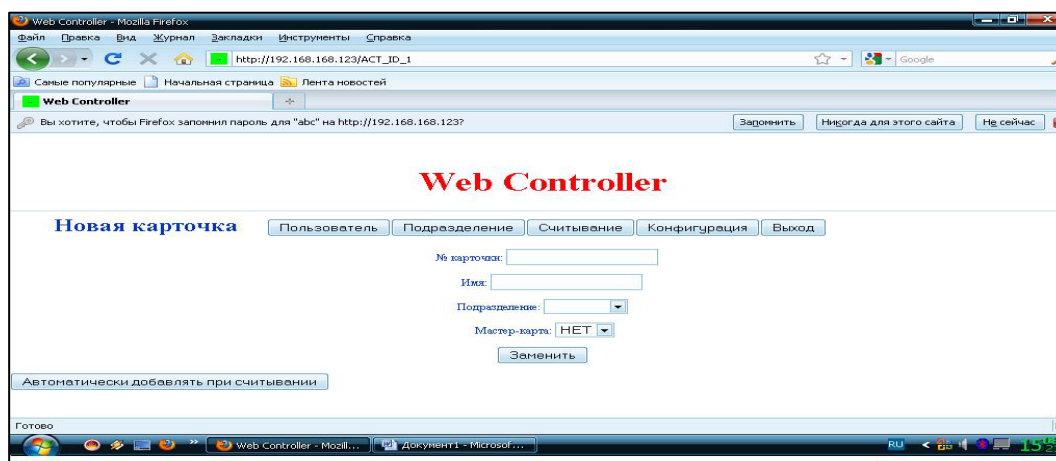 Web Controller - Mozilla Firefox
Файл Правка Вид Журнал Закладки Инструменты Справка
http://192.168.168.123/ACT_ID_1
Google
Самые популярные Начальная страница Лента новостей
Web Controller
Вы хотите, чтобы Firefox запомнил пароль для "abc" на http://192.168.168.123? Запомнить Никогда для этого сайта Не сейчас
Web Controller
Новая карточка Пользователь Подразделение Считывание Конфигурация Выход
№ карточки:
Имя:
Подразделение:
Мастер-карта: НЕТ
Заменить
Автоматически добавлять при считывании
Готово
Web Controller - Mozill... Документ1 - Microsof... RU